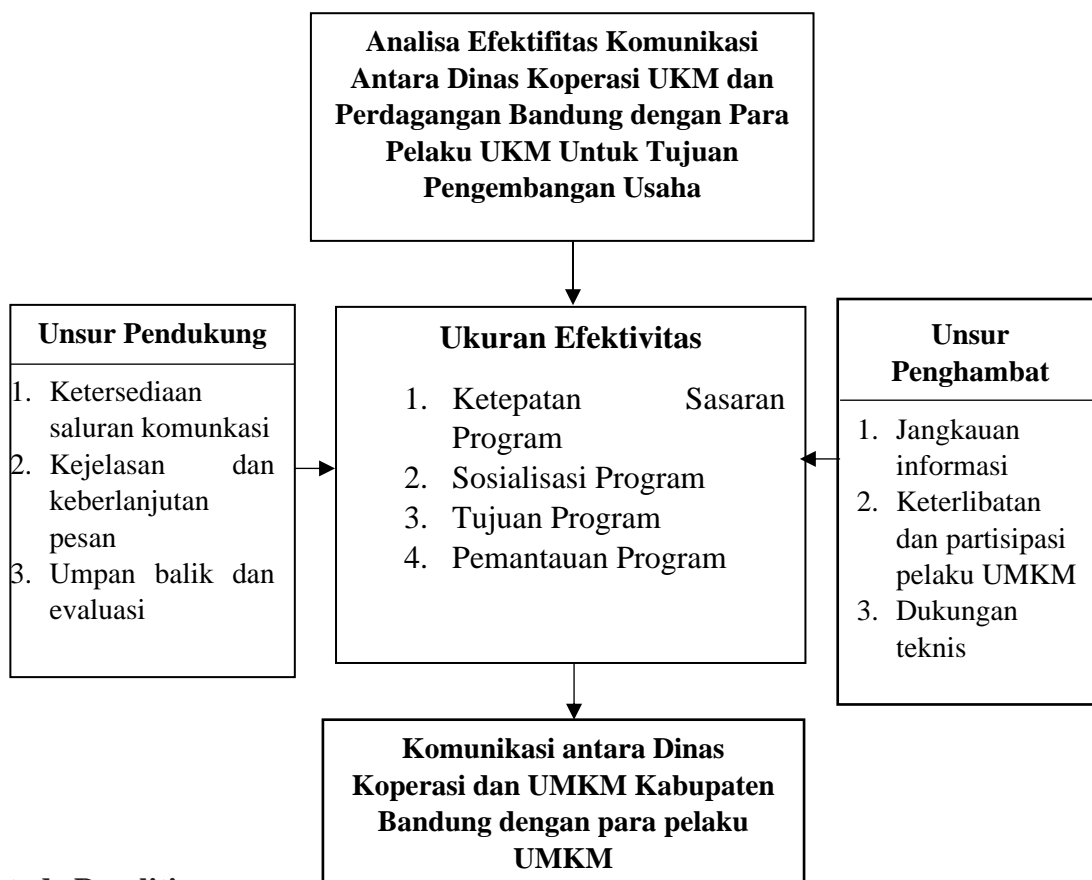 Analisa Efektifitas Komunikasi
Antara Dinas Koperasi UKM dan
Perdagangan Bandung dengan Para
Pelaku UKM Untuk Tujuan
Pengembangan Usaha
Unsur Pendukung
1. Ketersediaan
saluran komunkasi
2. Kejelasan dan
keberlanjutan
pesan
3. Umpan balik dan
evaluasi
Ukuran Efektivitas
1. Ketepatan Sasaran
Program
2. Sosialisasi Program
3. Tujuan Program
4. Pemantauan Program
Unsur
Penghambat
1. Jangkauan
informasi
2. Keterlibatan
dan partisipasi
pelaku UMKM
3. Dukungan
teknis
Komunikasi antara Dinas
Koperasi dan UMKM Kabupaten
Bandung dengan para pelaku
UMKM